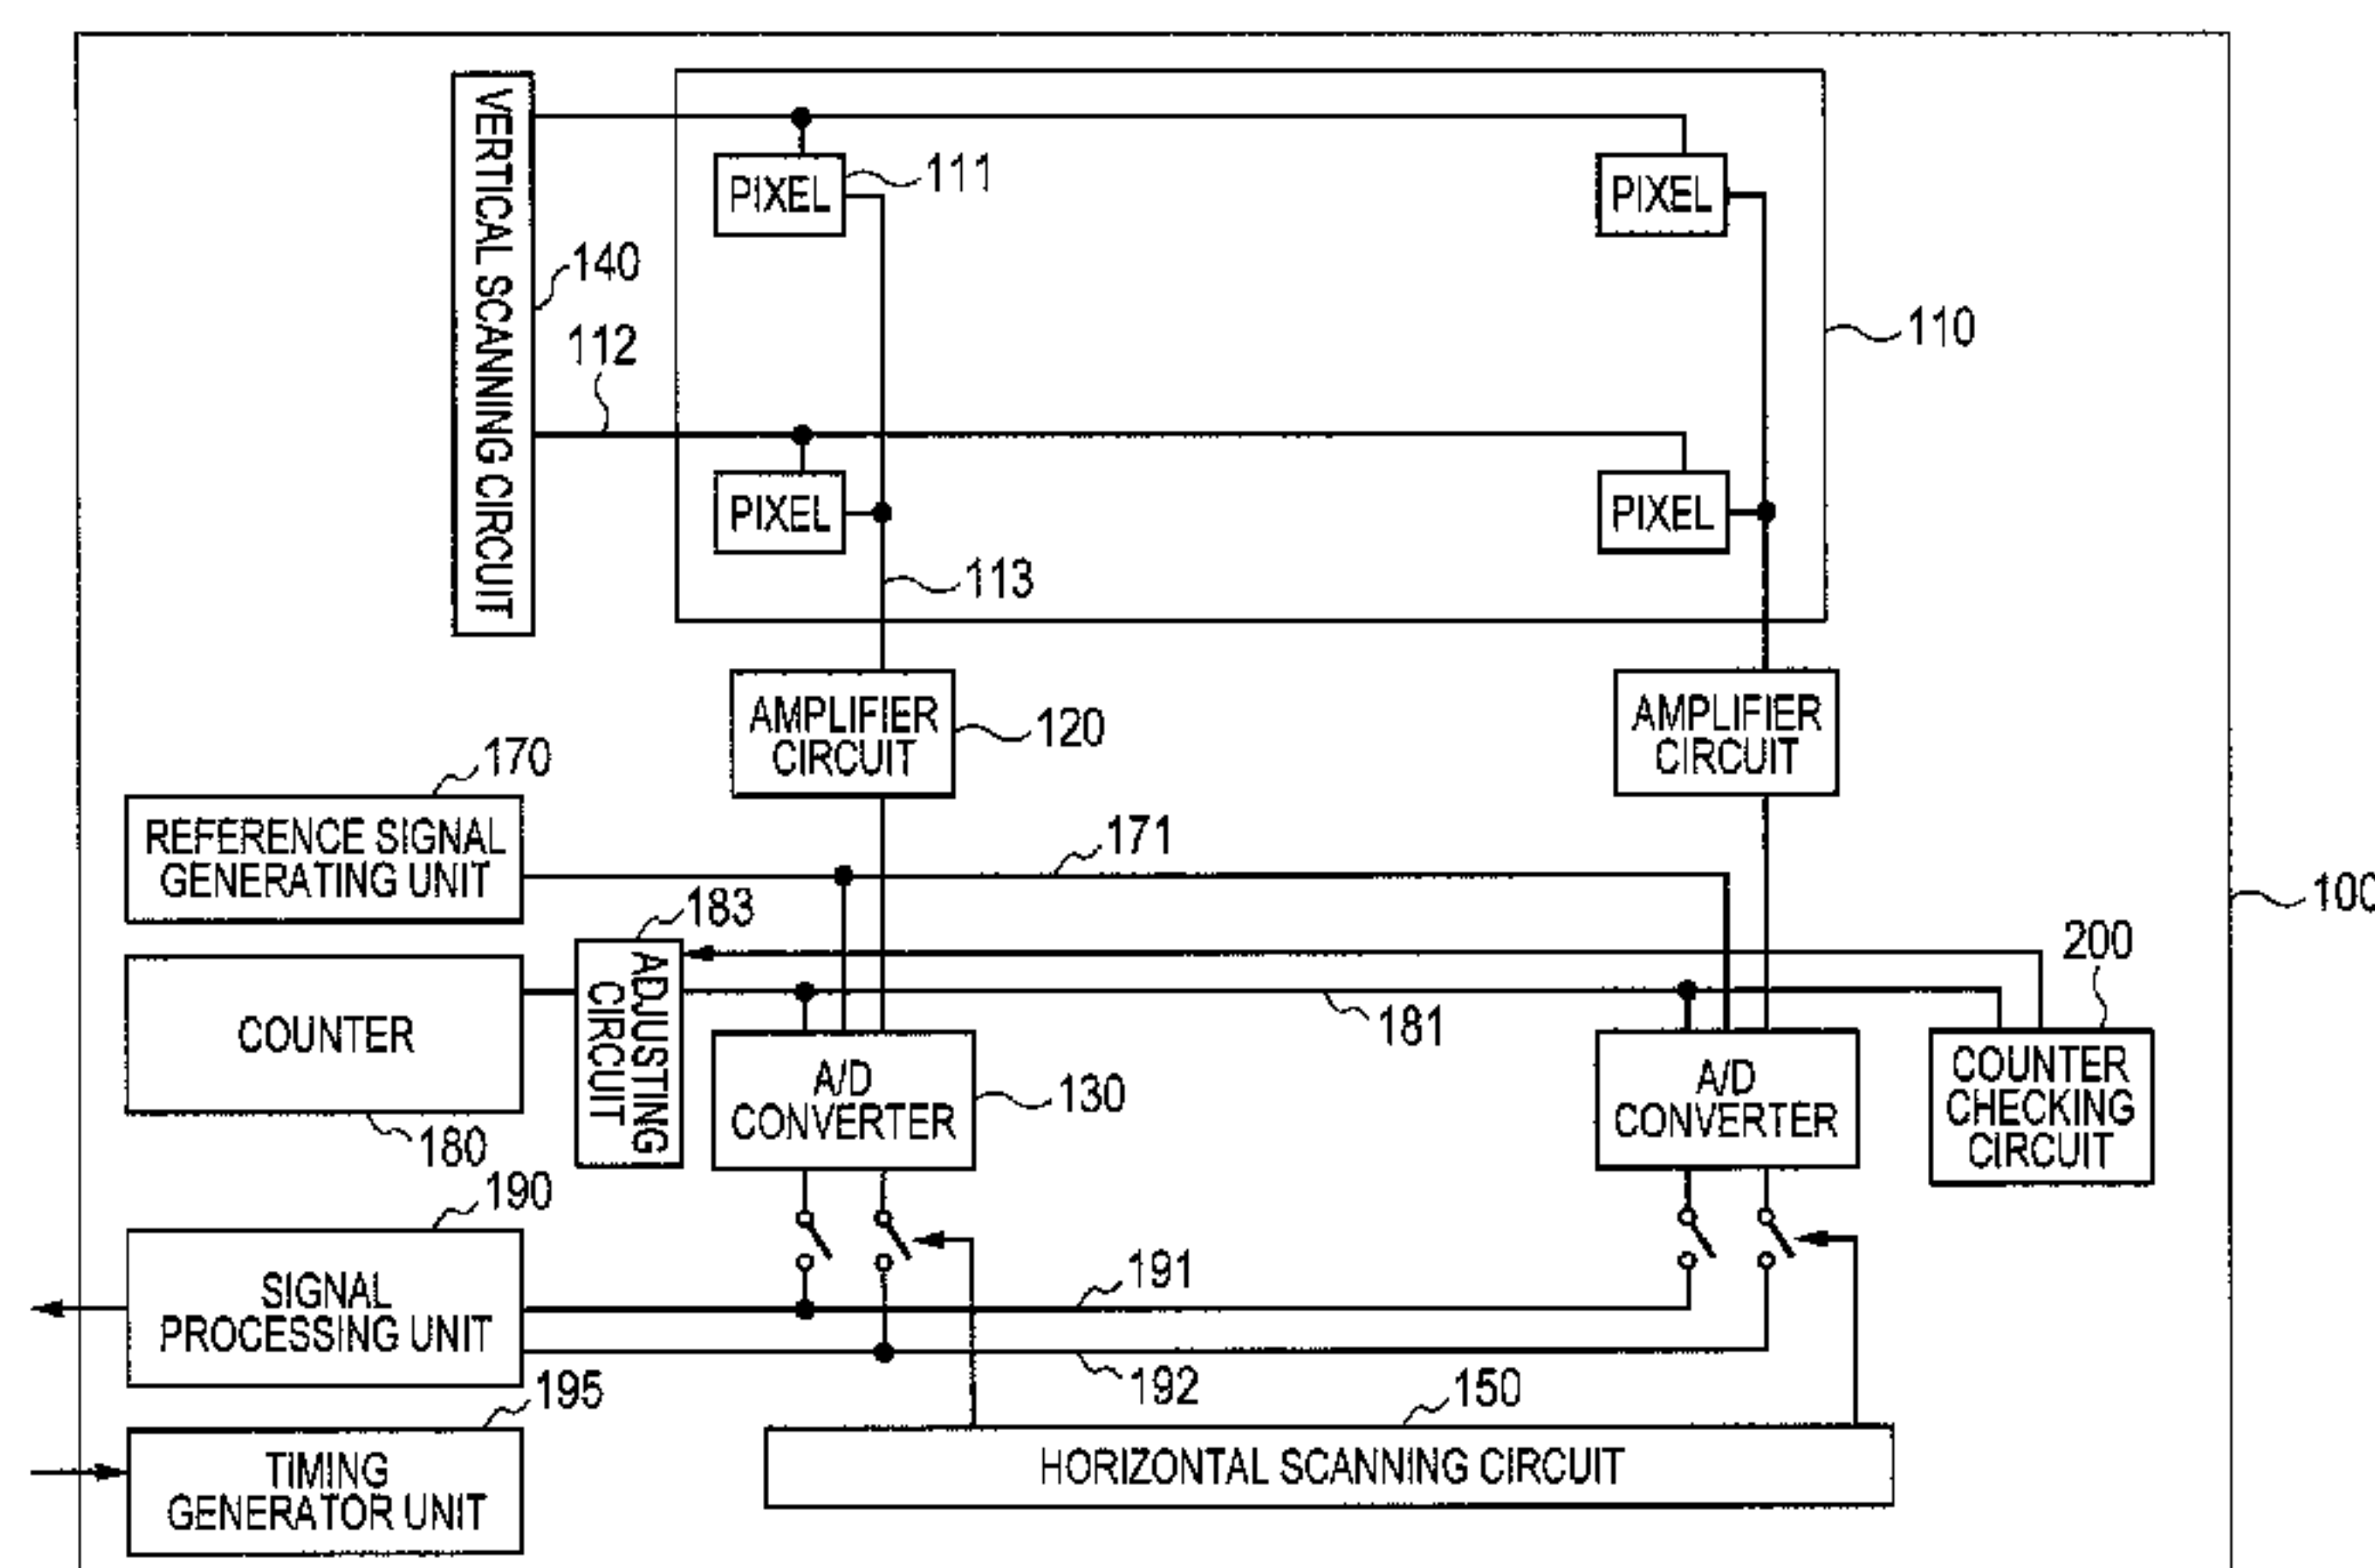 VERTICAL SCANNING CIRCUIT
140
112
PIXEL
111
PIXEL
110
PIXEL
PIXEL
113
AMPLIFIER
CIRCUIT
120
AMPLIFIER
CIRCUIT
170
REFERENCE SIGNAL
GENERATING UNIT
171
183
100
200
COUNTER
180
ADJUSTING
CIRCUIT
181
A/D
CONVERTER
130
A/D
CONVERTER
COUNTER
CHECKING
CIRCUIT
190
SIGNAL
PROCESSING UNIT
191
192
195
TIMING
GENERATOR UNIT
150
HORIZONTAL SCANNING CIRCUIT